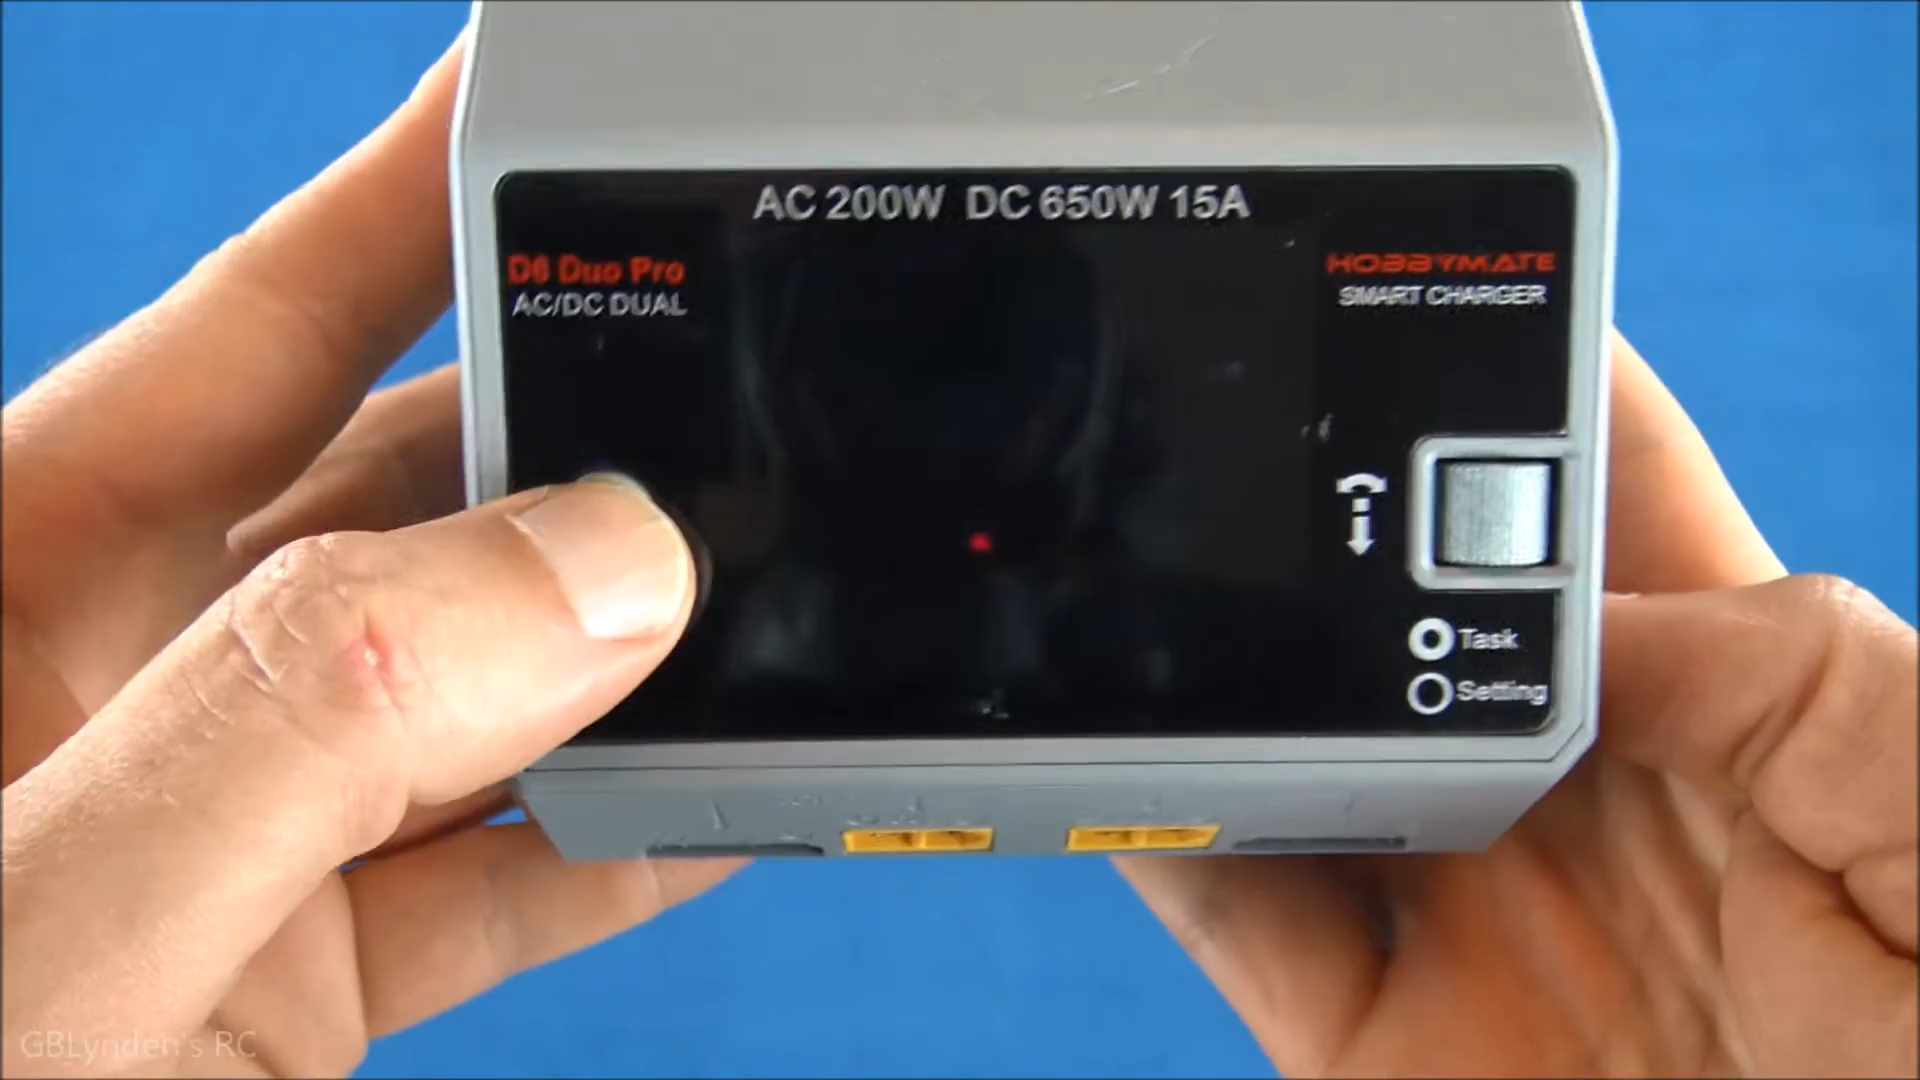 AC 200W DC 650W 15A
D6 Duo Pro
AC/DC DUAL
HOBBYMATE
SMART CHARGER
Task
Setting
GBLynden's RC